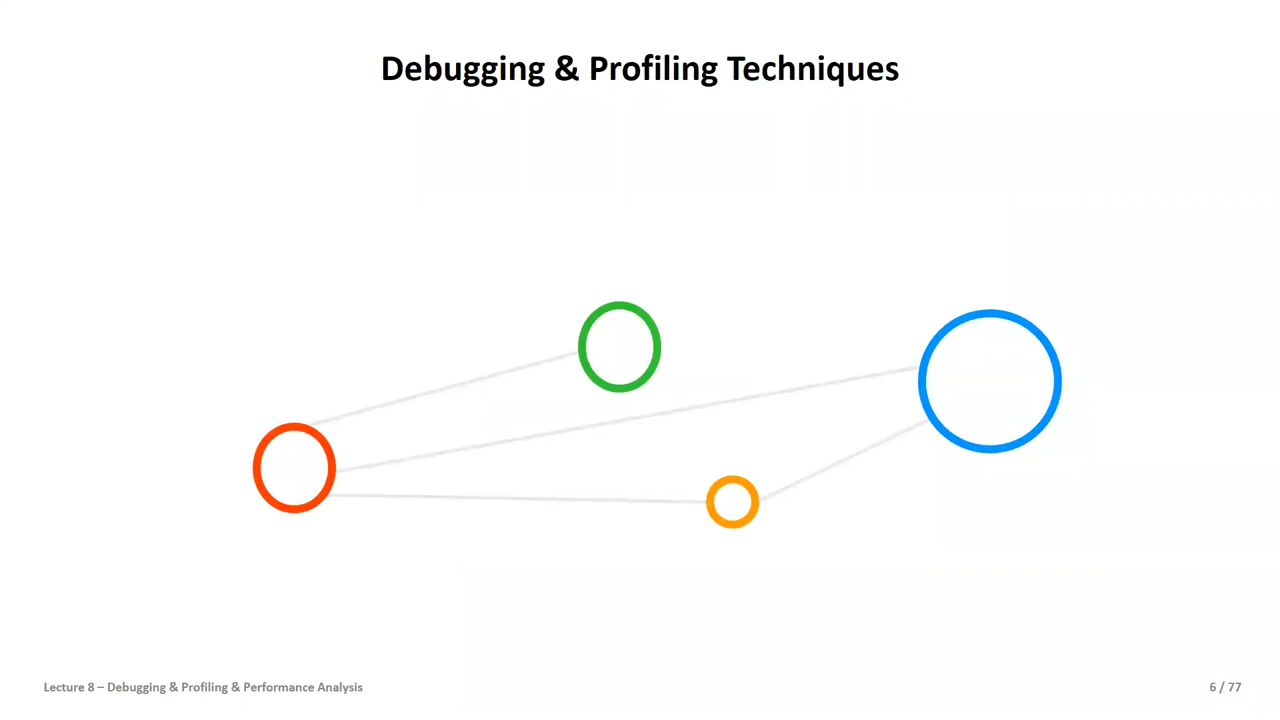 Debugging & Profiling Techniques
Lecture 8 – Debugging & Profiling & Performance Analysis
6 / 77